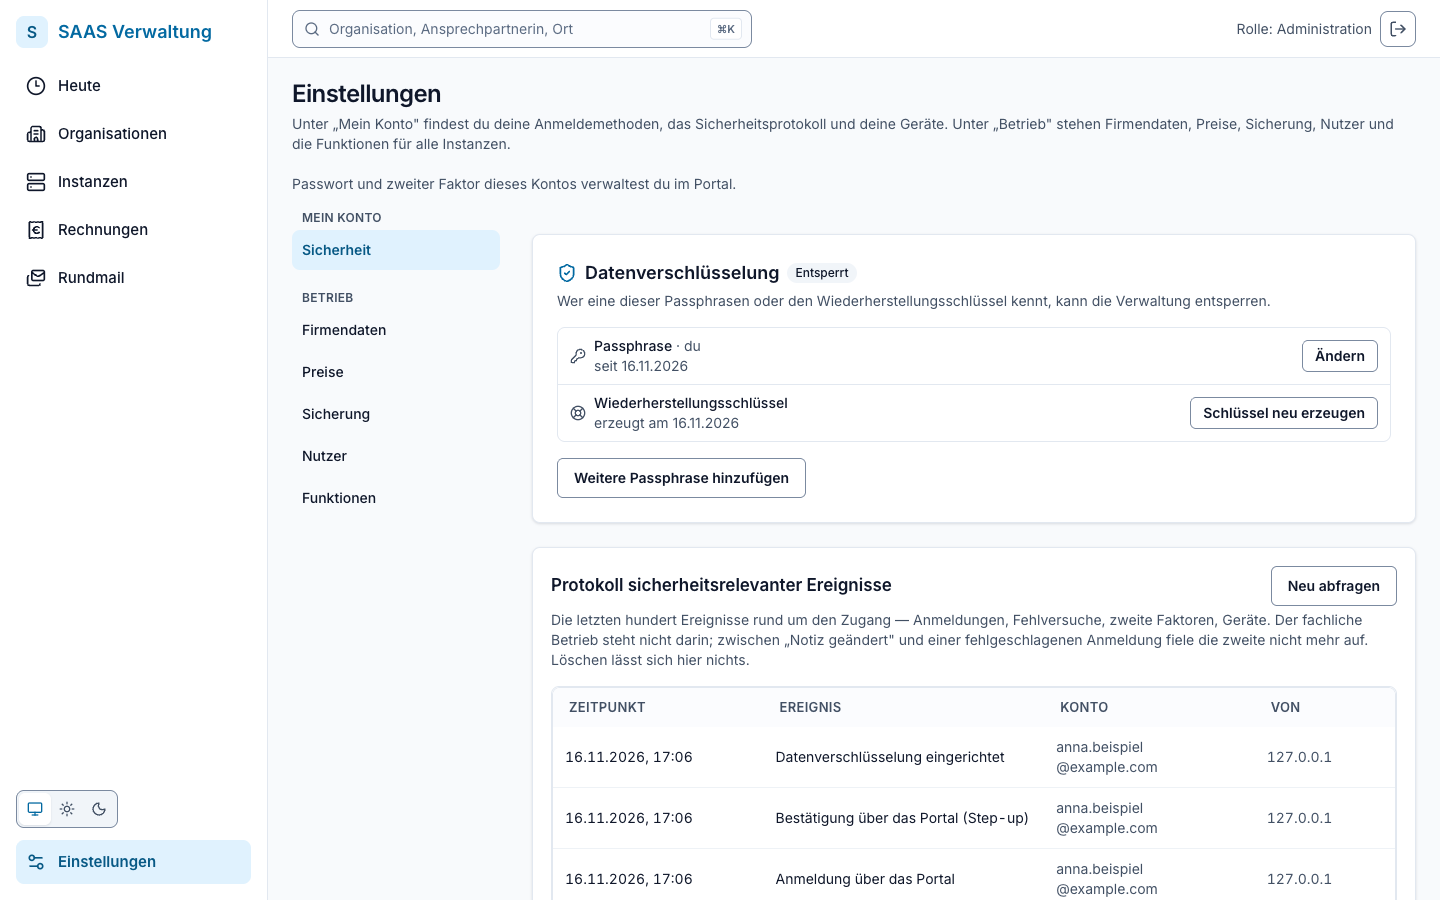 S SAAS Verwaltung
Heute
Organisationen
Instanzen
Rechnungen
Rundmail
Einstellungen
Organisation, Ansprechpartnerin, Ort ⌘K
Rolle: Administration
Einstellungen
Unter „Mein Konto" findest du deine Anmeldemethoden, das Sicherheitsprotokoll und deine Geräte. Unter „Betrieb" stehen Firmendaten, Preise, Sicherung, Nutzer und
die Funktionen für alle Instanzen.
Passwort und zweiter Faktor dieses Kontos verwaltest du im Portal.
MEIN KONTO
Sicherheit
BETRIEB
Firmendaten
Preise
Sicherung
Nutzer
Funktionen
Datenverschlüsselung Entsperrt
Wer eine dieser Passphrasen oder den Wiederherstellungsschlüssel kennt, kann die Verwaltung entsperren.
Passphrase · du
seit 16.11.2026
Ändern
Wiederherstellungsschlüssel
erzeugt am 16.11.2026
Schlüssel neu erzeugen
Weitere Passphrase hinzufügen
Protokoll sicherheitsrelevanter Ereignisse
Neu abfragen
Die letzten hundert Ereignisse rund um den Zugang — Anmeldungen, Fehlversuche, zweite Faktoren, Geräte. Der fachliche
Betrieb steht nicht darin; zwischen „Notiz geändert" und einer fehlgeschlagenen Anmeldung fiele die zweite nicht mehr auf.
Löschen lässt sich hier nichts.
ZEITPUNKT EREIGNIS KONTO VON
16.11.2026, 17:06 Datenverschlüsselung eingerichtet anna.beispiel
@example.com 127.0.0.1
16.11.2026, 17:06 Bestätigung über das Portal (Step-up) anna.beispiel
@example.com 127.0.0.1
16.11.2026, 17:06 Anmeldung über das Portal anna.beispiel
@example.com 127.0.0.1